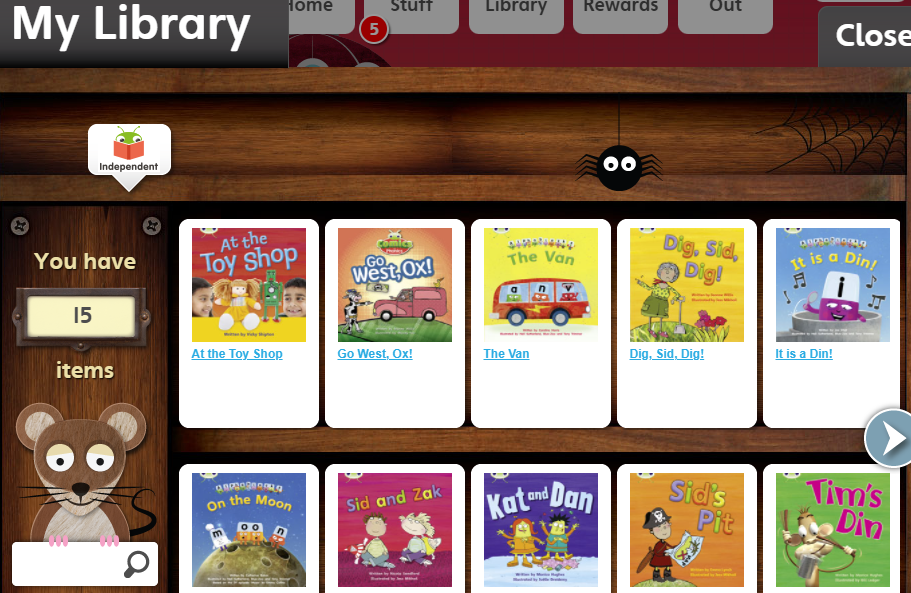 My Library
Home
Stuff
Library
Rewards
Out
5
Close
Independent
You have
15
items
At the
Toy Shop
At the Toy Shop
Comics
Go
West, Ox!
Go West, Ox!
The Van
a n v
The Van
Dig, Sid,
Dig!
Dig, Sid, Dig!
It is a Din!
i
It is a Din!
On the Moon
m oo n
Sid and Zak
Kat and Dan
Sid's
Pit
Tim's
Din